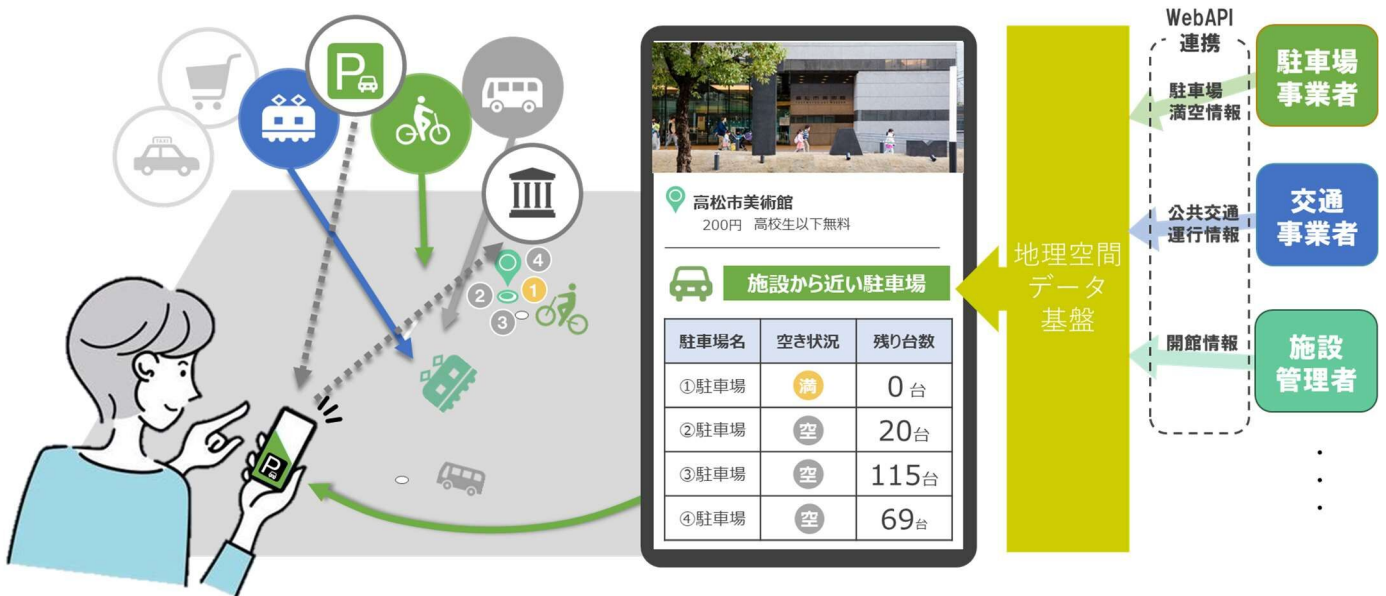 TAXI
P
4
2
1
3
P
高松市美術館
200円 高校生以下無料
施設から近い駐車場
駐車場名 空き状況 残り台数
①駐車場 満 0台
②駐車場 空 20台
③駐車場 空 115台
④駐車場 空 69台
地理空間
データ
基盤
WebAPI
連携
駐車場
満空情報
公共交通
運行情報
開館情報
駐車場
事業者
交通
事業者
施設
管理者
・
・
・